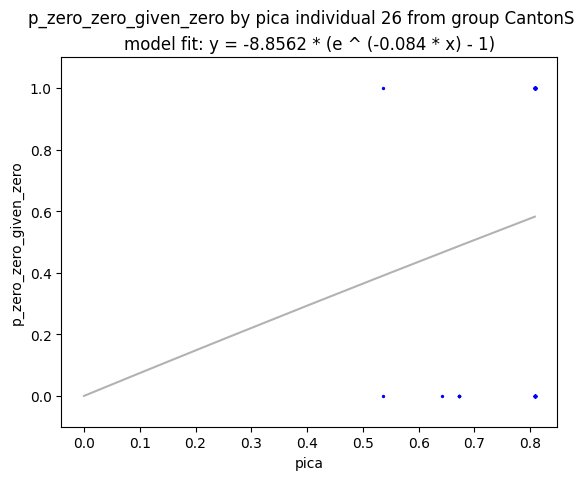 p_zero_zero_given_zero by pica individual 26 from group CantonS
model fit: y = -8.8562 * (e ^ (-0.084 * x) - 1)
1.0
0.8
0.6
0.4
0.2
0.0
p_zero_zero_given_zero
0.0 0.1 0.2 0.3 0.4 0.5 0.6 0.7 0.8
pica